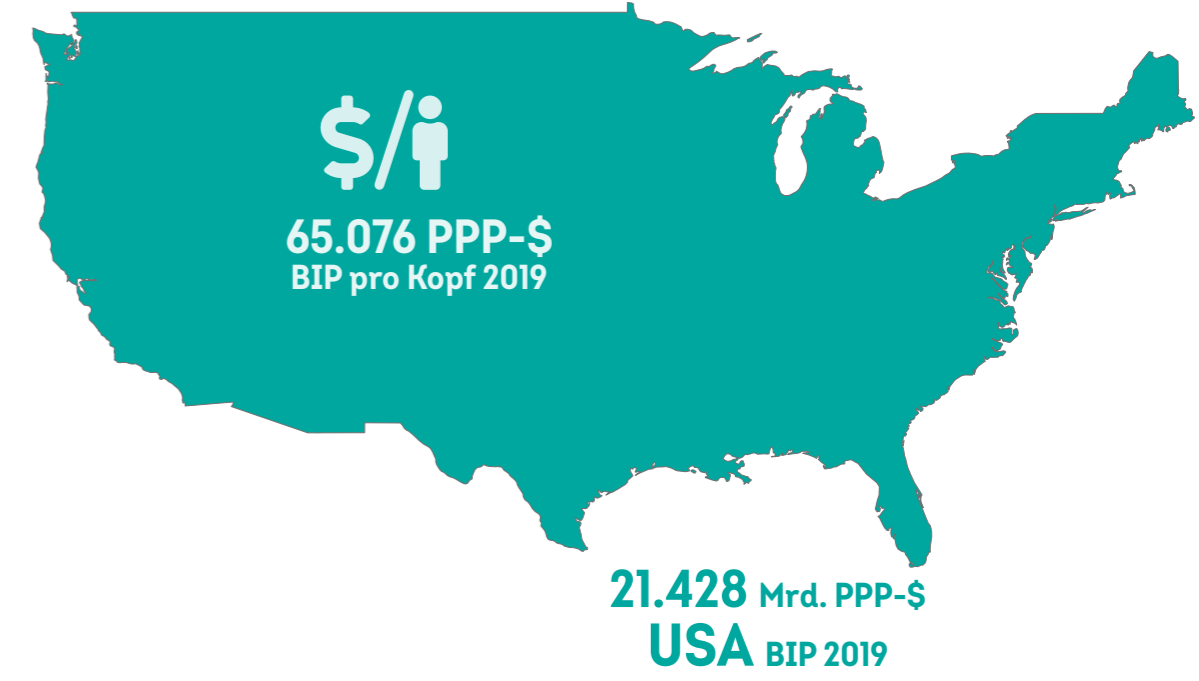 $/
65.076 PPP-$
BIP pro Kopf 2019
21.428 Mrd. PPP-$
USA BIP 2019